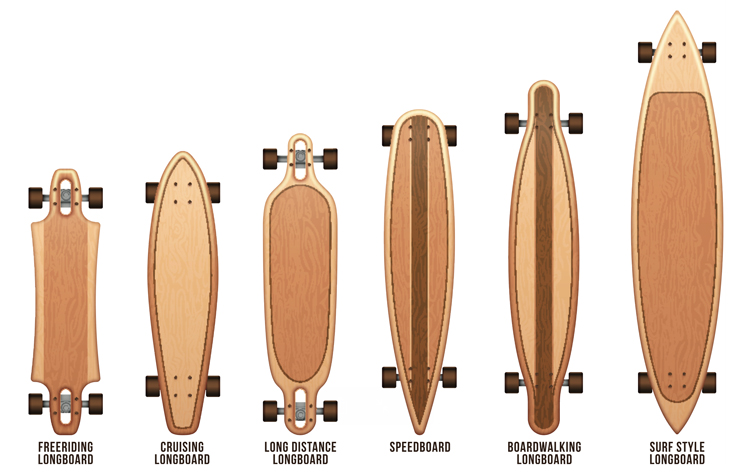 FREERIDING
LONGBOARD
CRUISING
LONGBOARD
LONG DISTANCE
LONGBOARD
SPEEDBOARD
BOARDWALKING
LONGBOARD
SURF STYLE
LONGBOARD